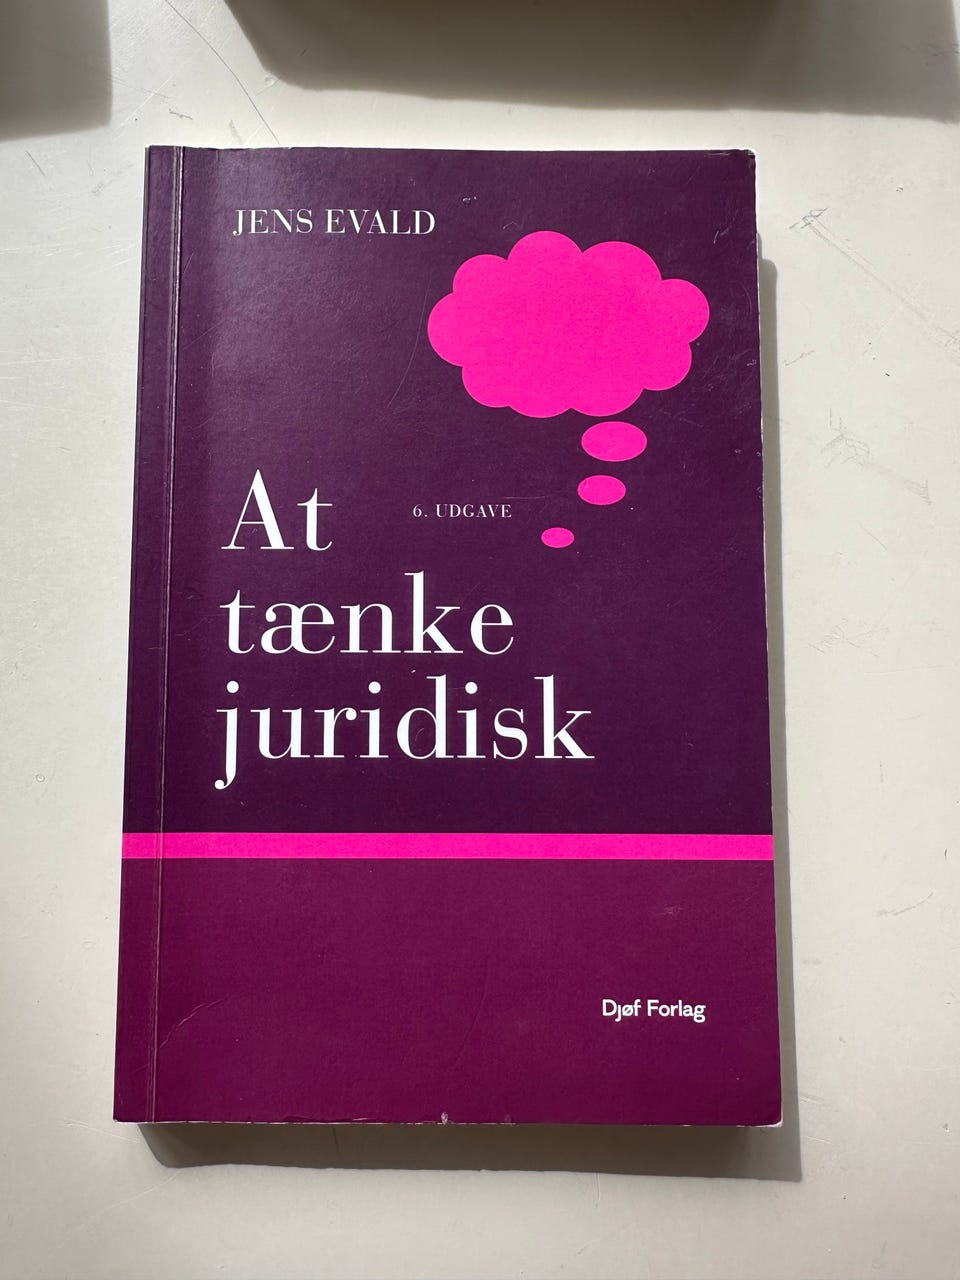 JENS EVALD
At
6. UDGAVE
tænke
juridisk
Djøf Forlag